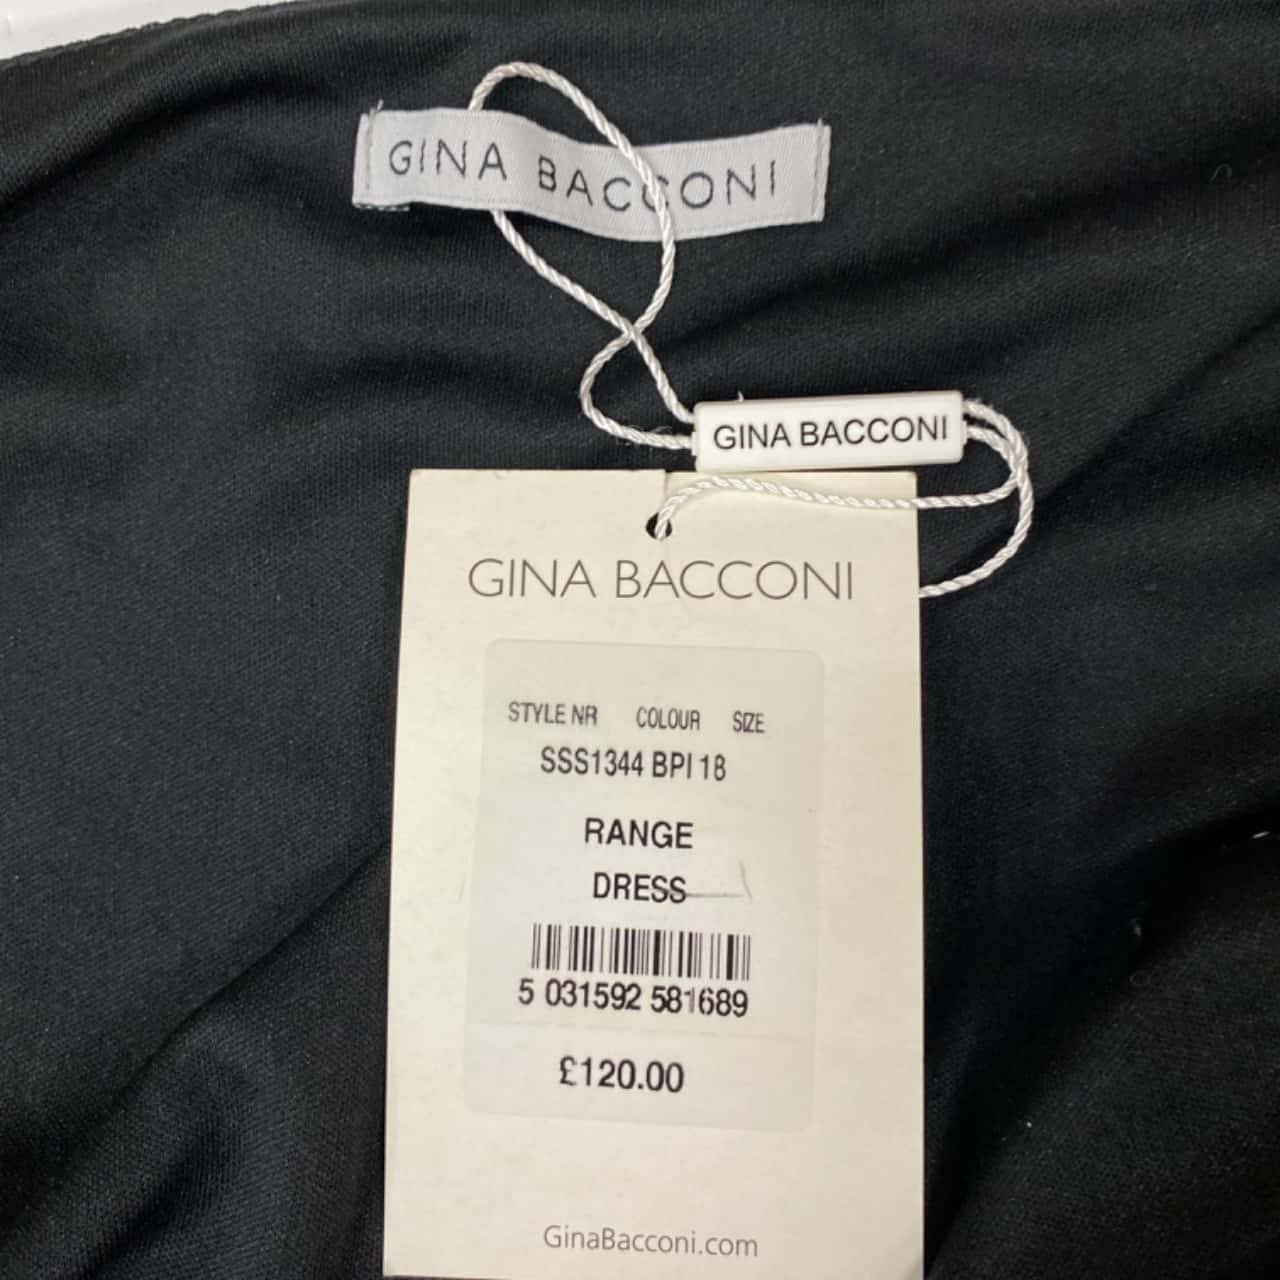 GINA BACCONI
GINA BACCONI
GINA BACCONI
STYLE NR COLOUR SIZE
SSS1344 BPI 18
RANGE
DRESS
5 031592 581689
£120.00
GinaBacconi.com